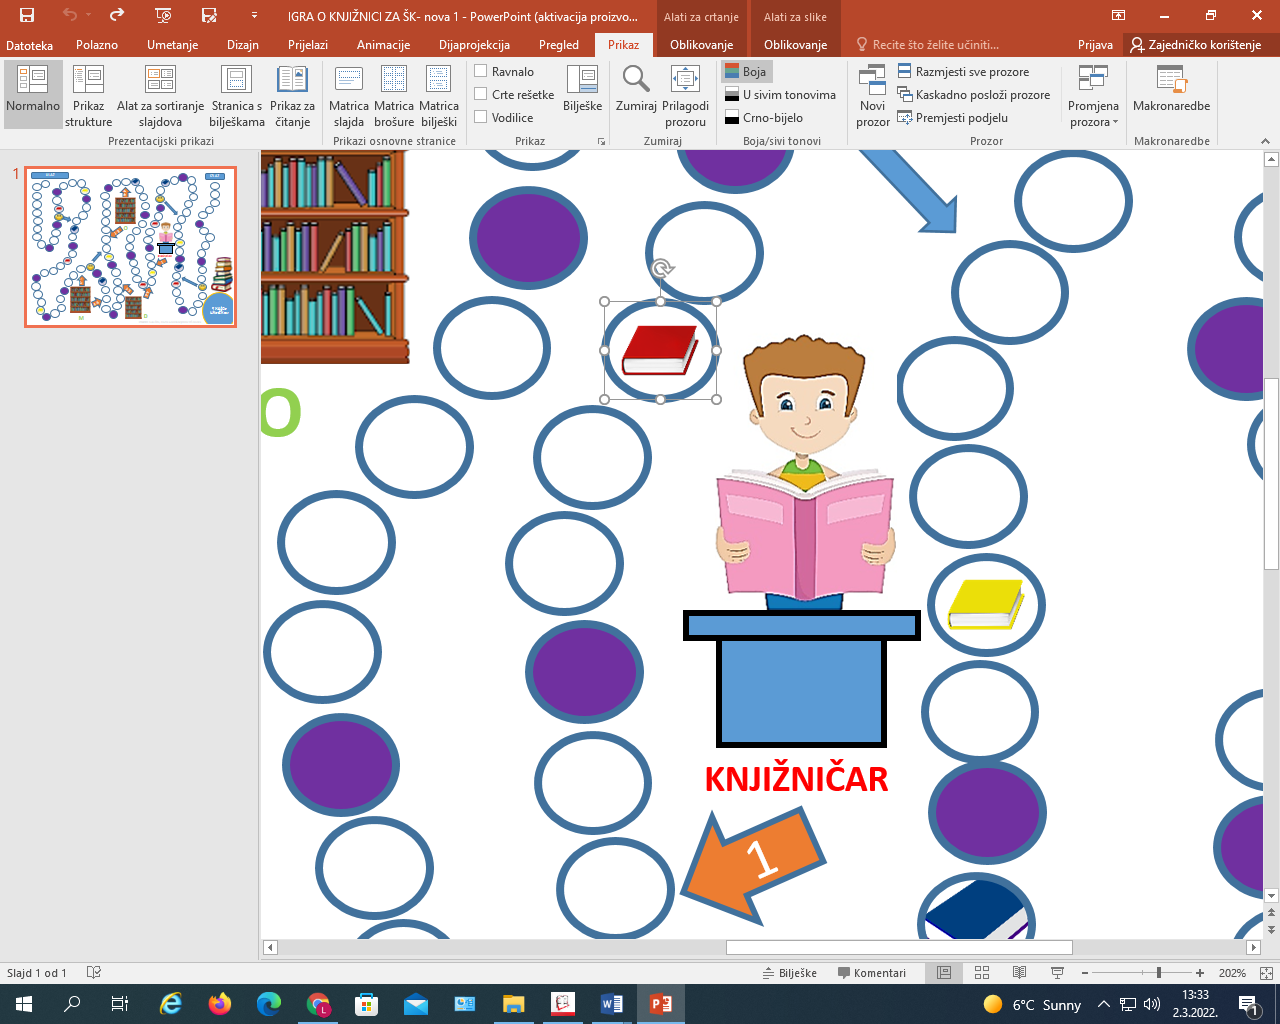 IGRA O KNJIŽNICI ZA ŠK- nova 1 - PowerPoint (aktivacija proizvo...
Alati za crtanje
Alati za slike
Datoteka
Polazno
Umetanje
Dizajn
Prijelazi
Animacije
Dijaprojekcija
Pregled
Prikaz
Oblikovanje
Oblikovanje
Recite što želite učiniti...
Prijava
Zajedničko korištenje
Normalno
Prikaz
strukture
Alat za sortiranje
slajdova
Stranica s
bilješkama
Prikaz za
čitanje
Prezentacijski prikazi
Matrica
slajda
Matrica
brošure
Matrica
bilješki
Prikazi osnovne stranice
Ravnalo
Crte rešetke
Vodilice
Bilješke
Prikaz
Zumiraj
Prilagodi
prozoru
Zumiraj
Boja
U sivim tonovima
Crno-bijelo
Boja/sivi tonovi
Novi
prozor
Razmjesti sve prozore
Kaskadno posloži prozore
Premjesti podjelu
Promjena
prozora
Prozor
Makronaredbe
Makronaredbe
1
O
KNJIŽNIČAR
1
Slajd 1 od 1
Bilješke
Komentari
202%
6°C Sunny
13:33
2.3.2022.
1